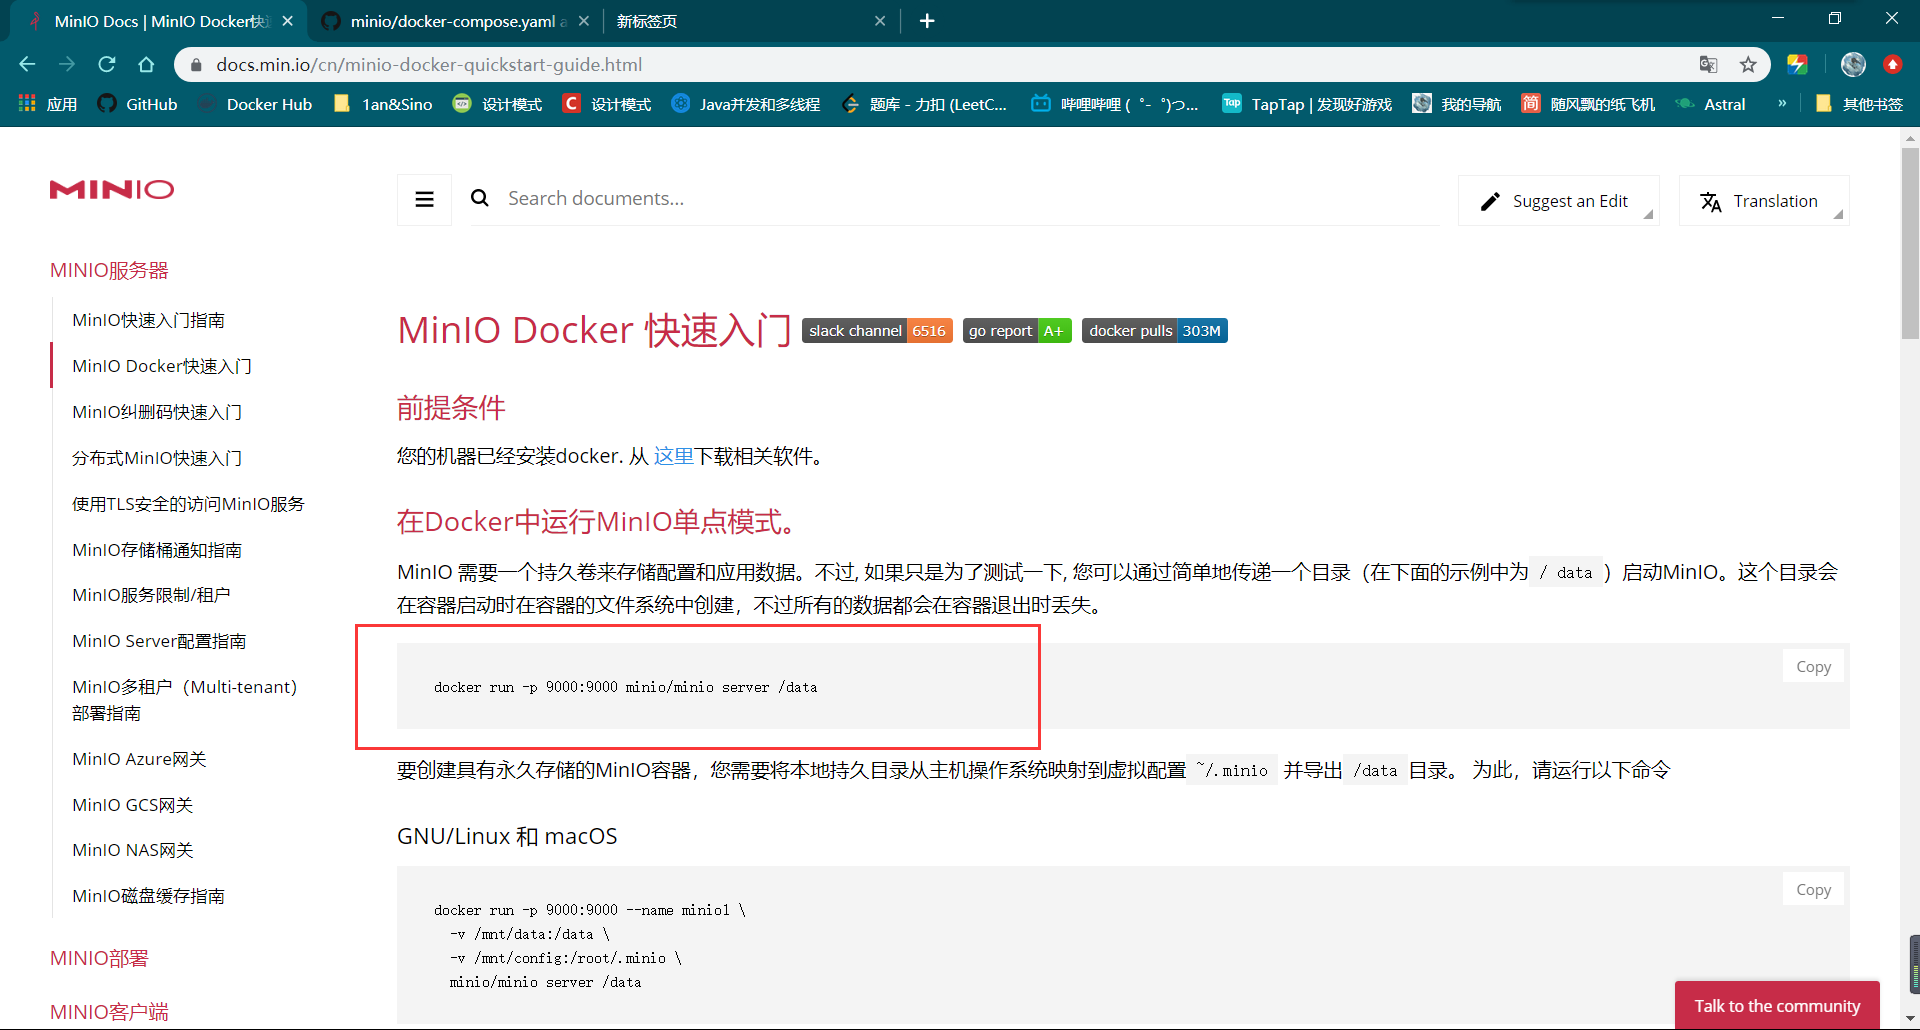 MinIO Docs | MinIO Docker快
minio/docker-compose.yaml a
新标签页
docs.min.io/cn/minio-docker-quickstart-guide.html
应用
GitHub
Docker Hub
1an&Sino
设计模式
设计模式
Java并发和多线程
题库 - 力扣 (LeetC...
哔哩哔哩 ( ゜- ゜)つ...
TapTap | 发现好游戏
我的导航
随风飘的纸飞机
Astral
»
其他书签
MINIO
Search documents...
Suggest an Edit
Translation
MINIO服务器
MinIO快速入门指南
MinIO Docker快速入门
MinIO纠删码快速入门
分布式MinIO快速入门
使用TLS安全的访问MinIO服务
MinIO存储桶通知指南
MinIO服务限制/租户
MinIO Server配置指南
MinIO多租户（Multi-tenant）
部署指南
MinIO Azure网关
MinIO GCS网关
MinIO NAS网关
MinIO磁盘缓存指南
MINIO部署
MINIO客户端
MinIO Docker 快速入门 slack channel 6516 go report A+ docker pulls 303M
前提条件
您的机器已经安装docker. 从 这里下载相关软件。
在Docker中运行MinIO单点模式。
MinIO 需要一个持久卷来存储配置和应用数据。不过, 如果只是为了测试一下, 您可以通过简单地传递一个目录（在下面的示例中为 / data ）启动MinIO。这个目录会
在容器启动时在容器的文件系统中创建，不过所有的数据都会在容器退出时丢失。
Copy
docker run -p 9000:9000 minio/minio server /data
要创建具有永久存储的MinIO容器，您需要将本地持久目录从主机操作系统映射到虚拟配置 ~/.minio 并导出 /data 目录。 为此，请运行以下命令
GNU/Linux 和 macOS
Copy
docker run -p 9000:9000 --name minio1 \
-v /mnt/data:/data \
-v /mnt/config:/root/.minio \
minio/minio server /data
Talk to the community